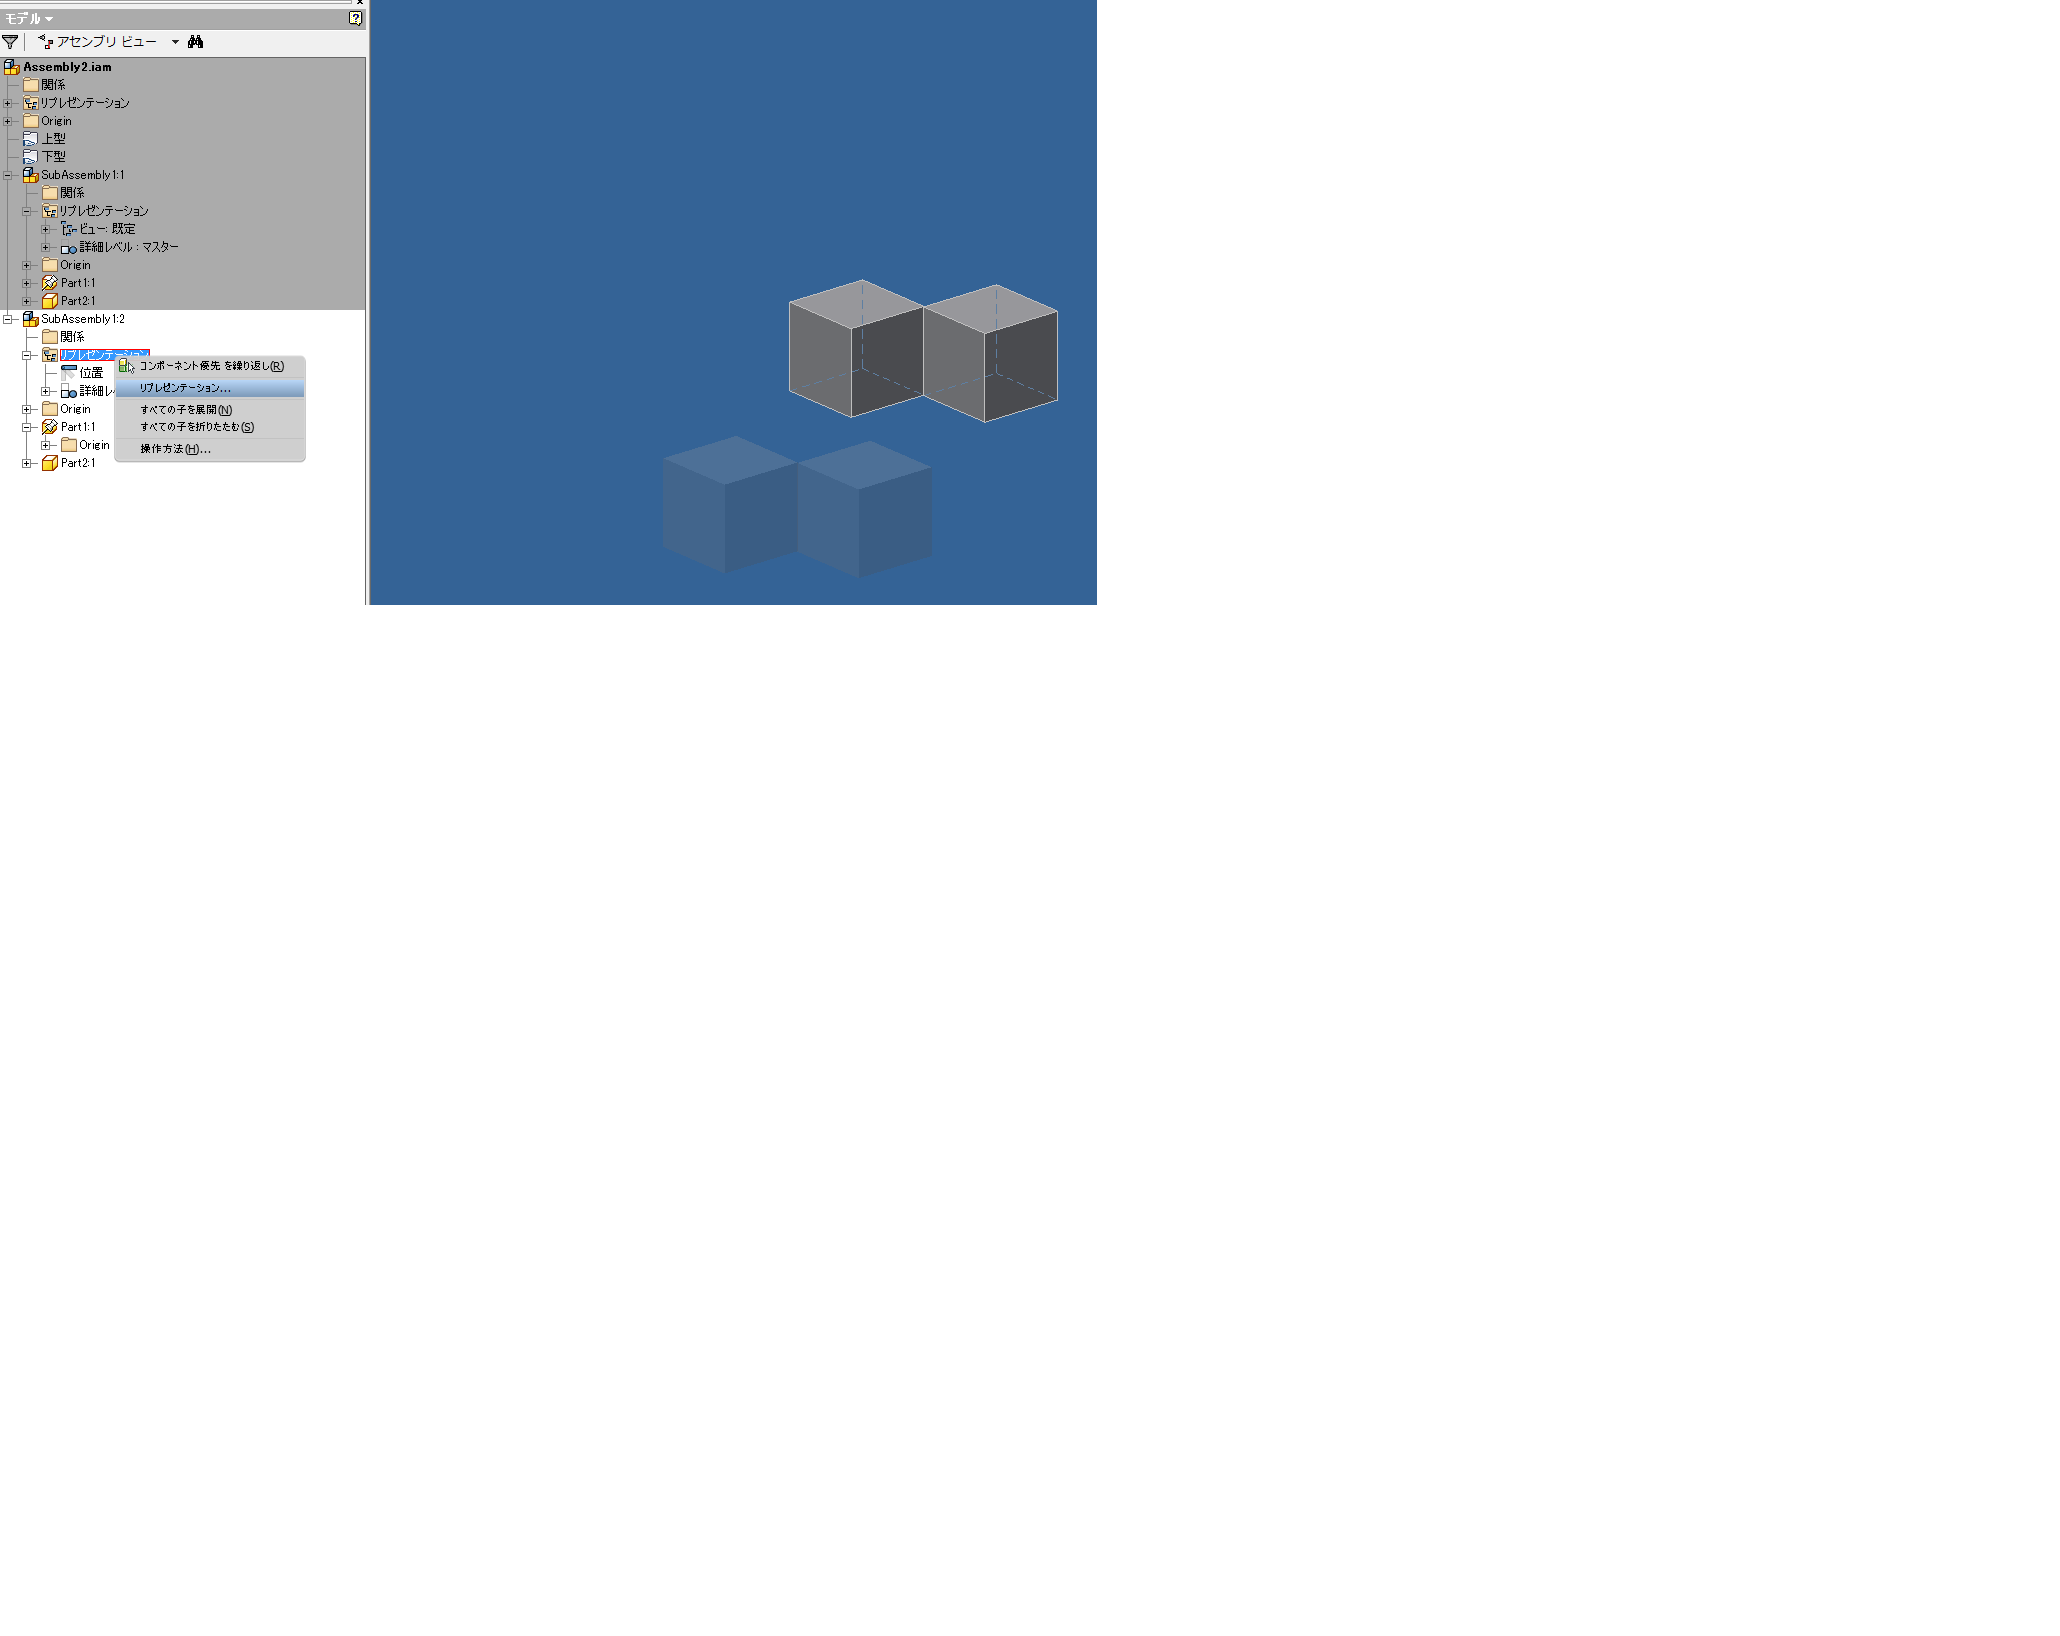 モデル
アセンブリ ビュー
Assembly2.iam
関係
リプレゼンテーション
Origin
上型
下型
SubAssembly1:1
関係
リプレゼンテーション
ビュー: 既定
詳細レベル : マスター
Origin
Part1:1
Part2:1
SubAssembly1:2
関係
リプレゼンテーション
コンポーネント優先 を繰り返し(R)
位置
リプレゼンテーション...
詳細レ
Origin
すべての子を展開(N)
Part1:1
すべての子を折りたたむ(S)
Origin
操作方法(H)...
Part2:1